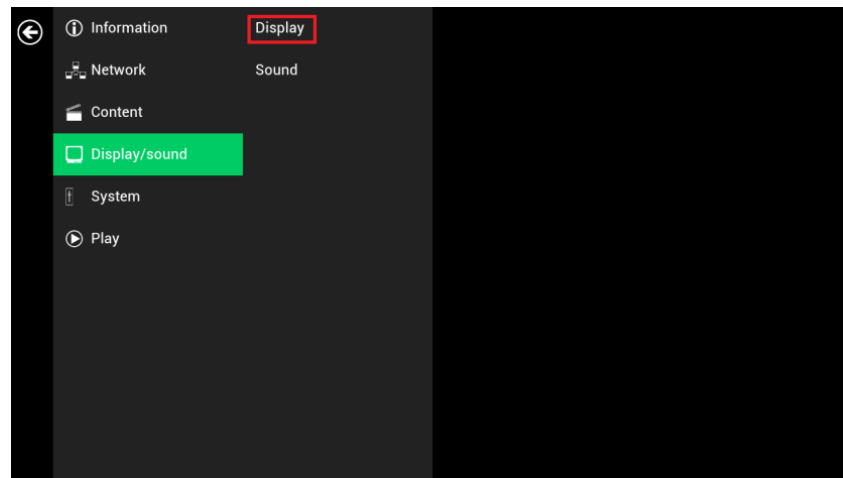 Information
Network
Content
Display/sound
System
Play
Display
Sound